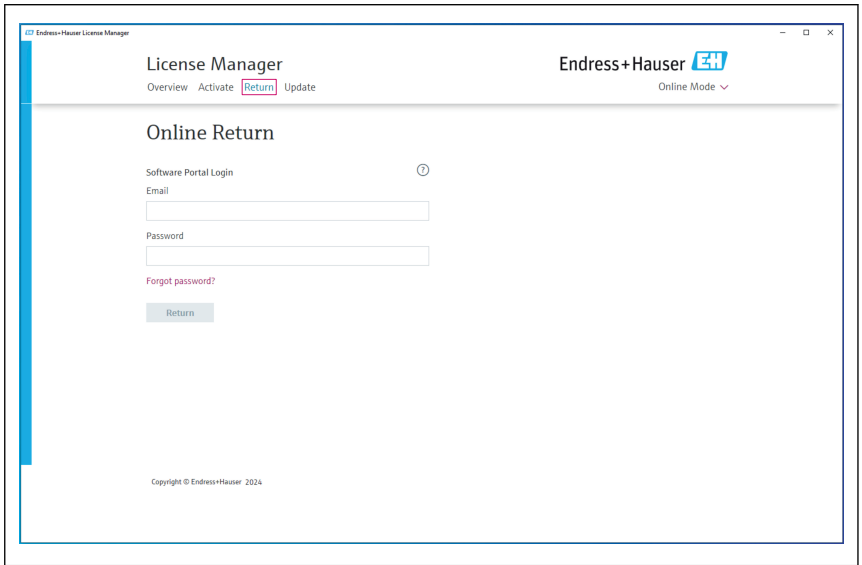 Endress+Hauser License Manager
License Manager
Endress+Hauser EH
Overview Activate Return Update
Online Mode
Online Return
Software Portal Login ?
Email
Password
Forgot password?
Return
Copyright © Endress+Hauser 2024